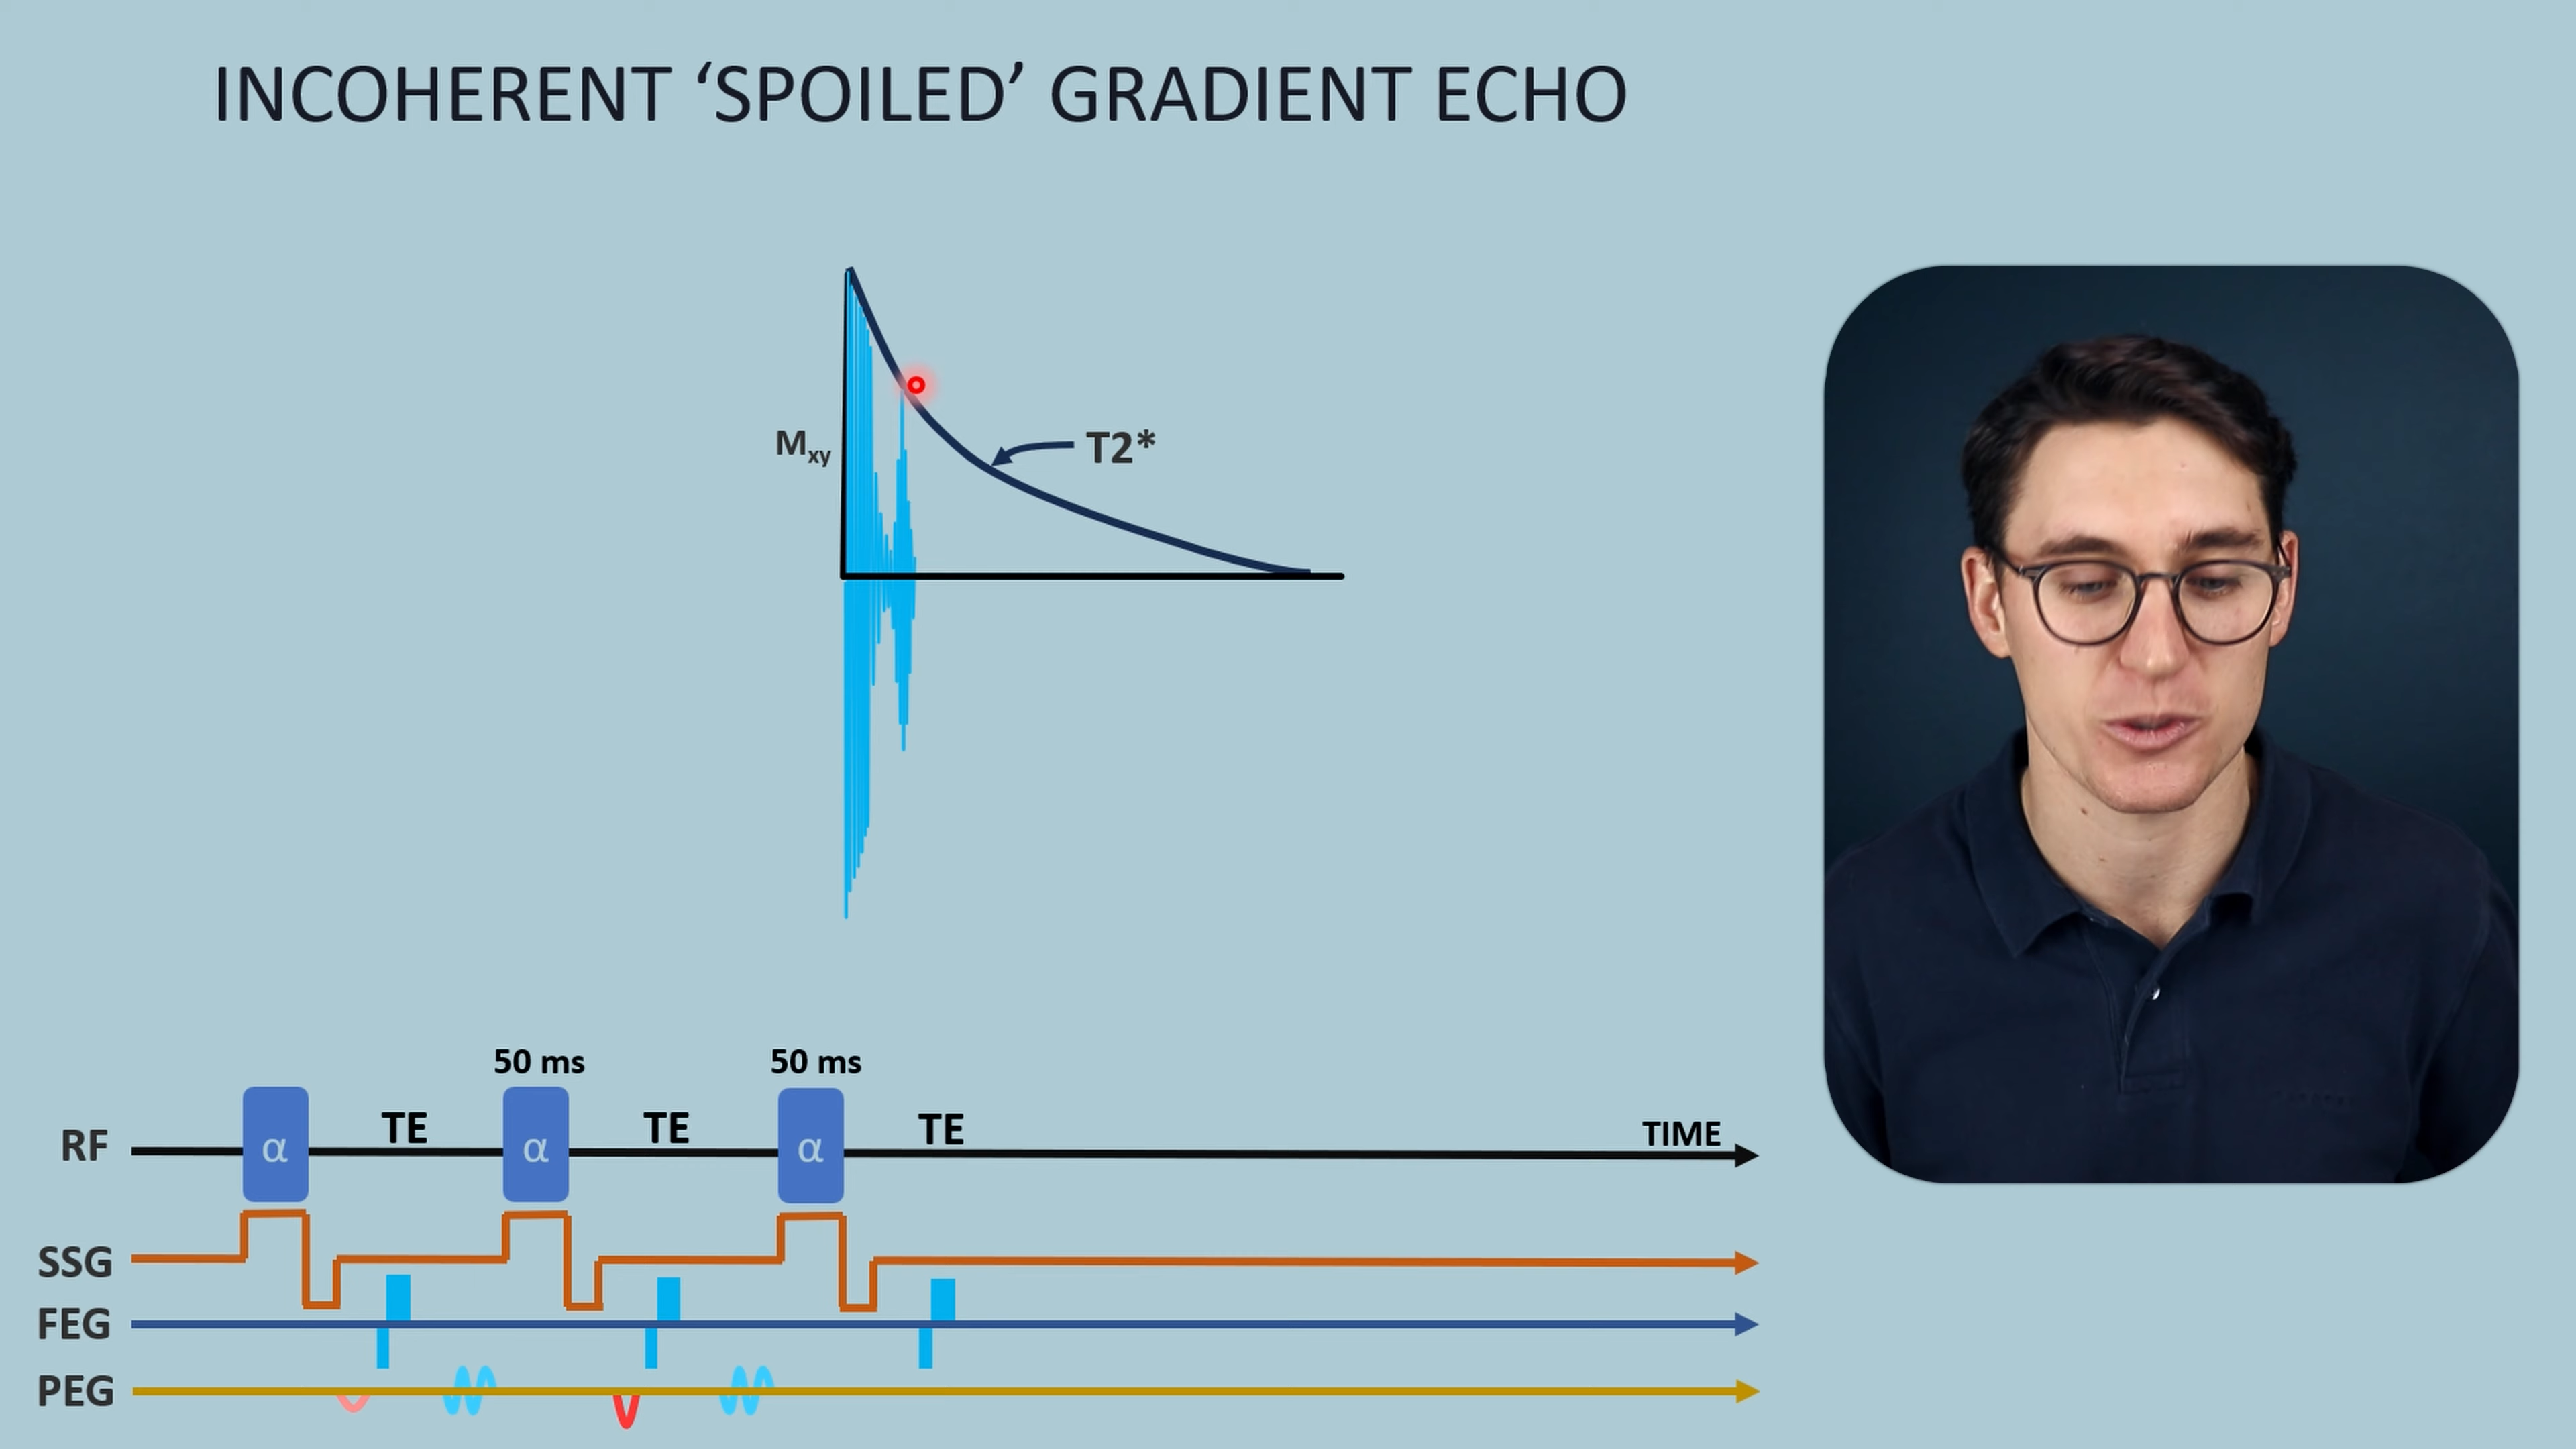 INCOHERENT ‘SPOILED’ GRADIENT ECHO
Mxy
T2*
50 ms 50 ms
RF α TE α TE α TE TIME
SSG
FEG
PEG